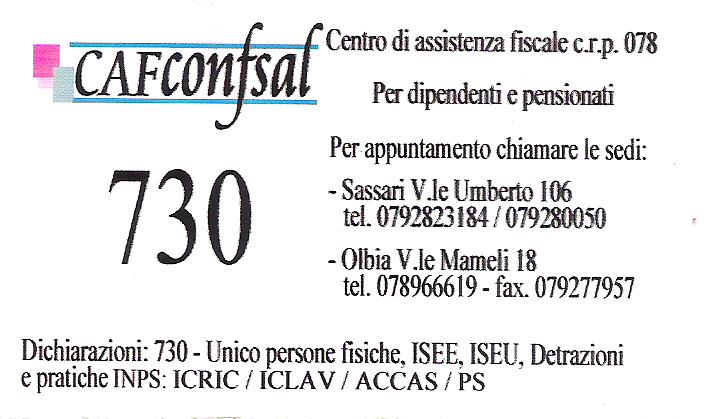 CAFconfsal
Centro di assistenza fiscale c.r.p. 078
Per dipendenti e pensionati
730
Per appuntamento chiamare le sedi:
- Sassari V.le Umberto 106
tel. 0792823184 / 079280050
- Olbia V.le Mameli 18
tel. 078966619 - fax. 079277957
Dichiarazioni: 730 - Unico persone fisiche, ISEE, ISEU, Detrazioni
e pratiche INPS: ICRIC / ICLAV / ACCAS / PS